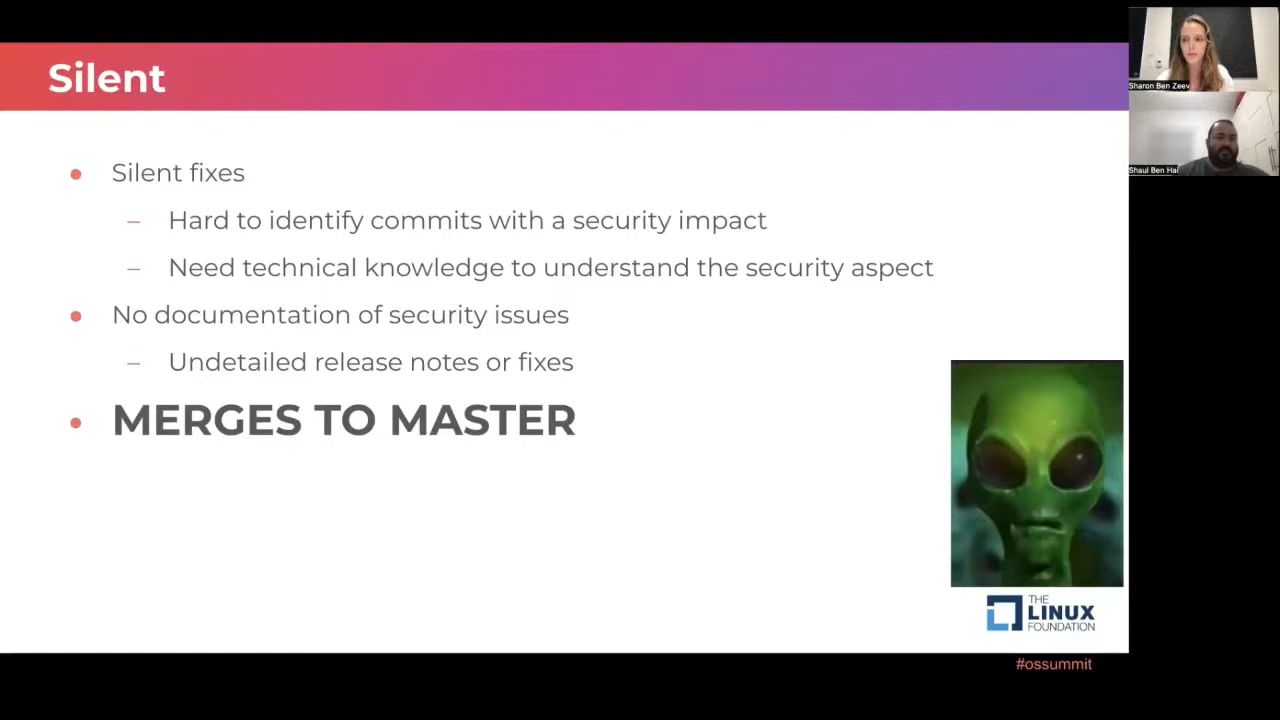 Silent
Silent fixes
Hard to identify commits with a security impact
Need technical knowledge to understand the security aspect
No documentation of security issues
Undetailed release notes or fixes
MERGES TO MASTER
THE
LINUX
FOUNDATION
#ossummit
Sharon Ben Zeev
Shaul Ben Hai